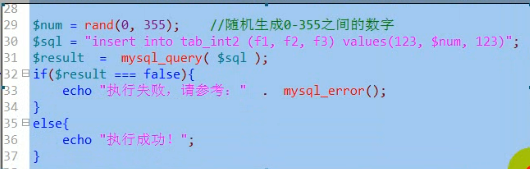 28
29 $num = rand(0, 355); //随机生成0-355之间的数字
30 $sql = "insert into tab_int2 (f1, f2, f3) values(123, $num, 123)";
31 $result = mysql_query( $sql );
32 if($result === false){
33 echo "执行失败，请参考：" . mysql_error();
34 }
35 else{
36 echo "执行成功！";
37 }